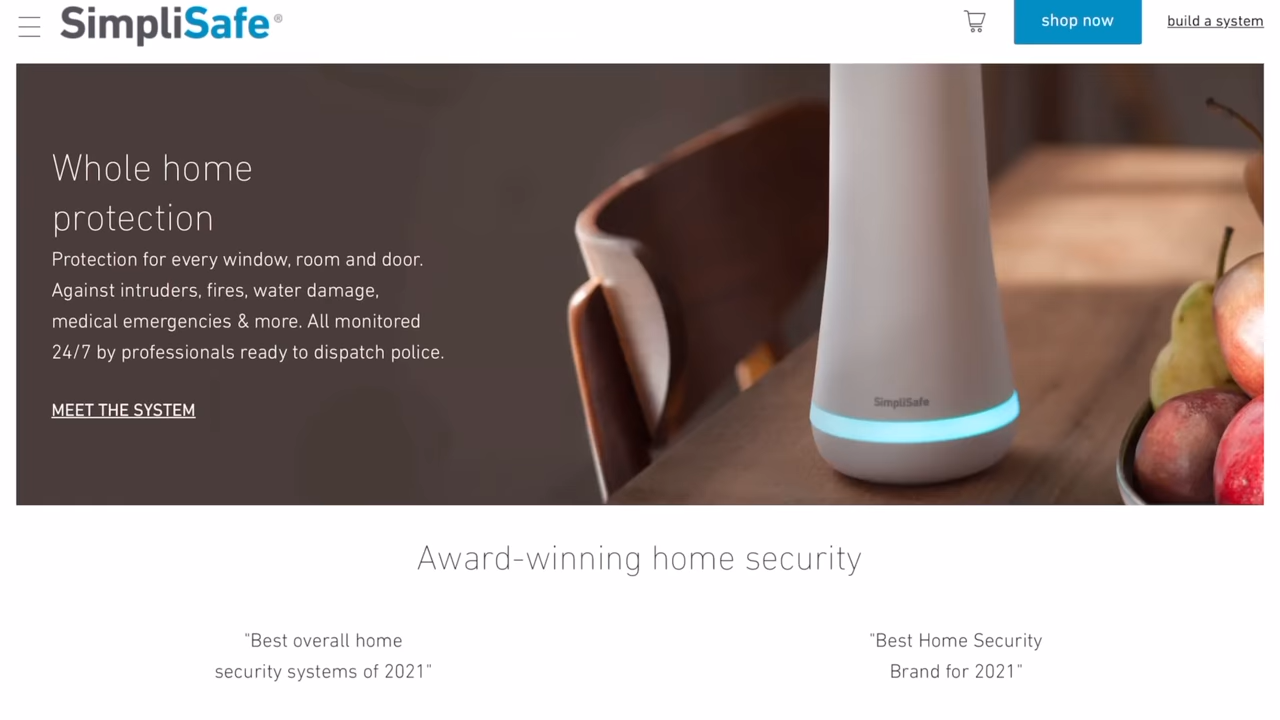 SimpliSafe®
shop now
build a system
Whole home
protection
Protection for every window, room and door.
Against intruders, fires, water damage,
medical emergencies & more. All monitored
24/7 by professionals ready to dispatch police.
MEET THE SYSTEM
SimpliSafe
Award-winning home security
"Best overall home
security systems of 2021"
"Best Home Security
Brand for 2021"